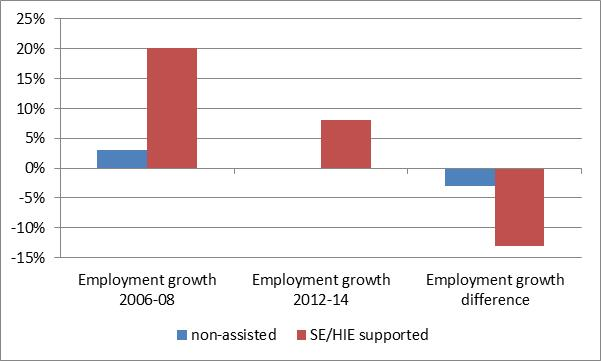 25%
20%
15%
10%
5%
0%
-5%
-10%
-15%
Employment growth
2006-08
Employment growth
2012-14
Employment growth
difference
non-assisted
SE/HIE supported